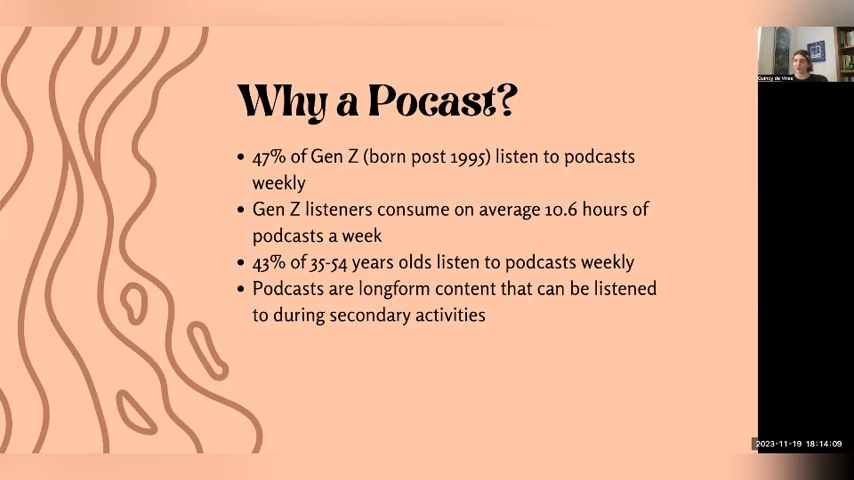 Why a Pocast?
• 47% of Gen Z (born post 1995) listen to podcasts
weekly
• Gen Z listeners consume on average 10.6 hours of
podcasts a week
• 43% of 35-54 years olds listen to podcasts weekly
• Podcasts are longform content that can be listened
to during secondary activities
Quincy de Vries
2023-11-19 18:14:09